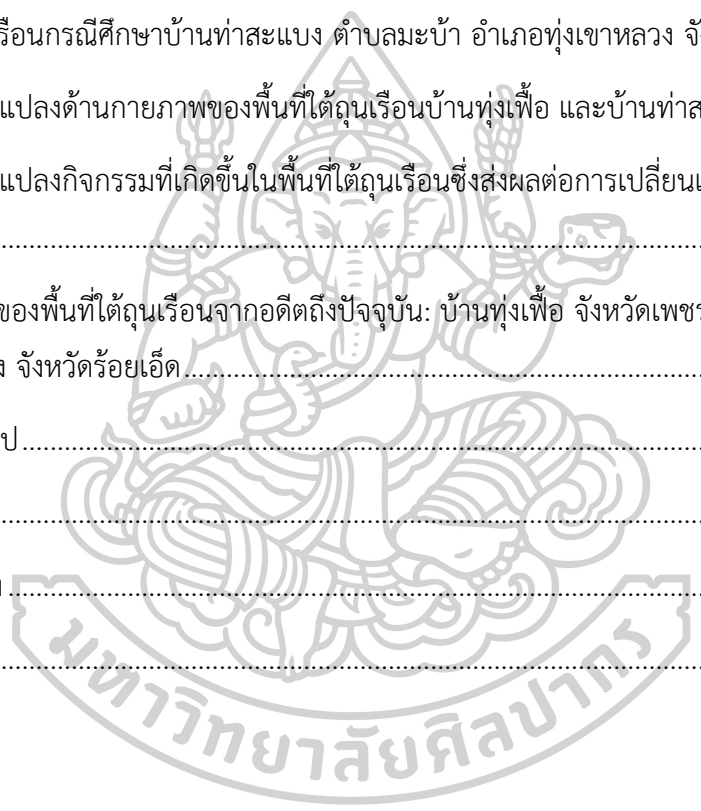 รือนกรณีศึกษาบ้านท่าสะแบง ตำบลมะบ้า อำเภอทุ่งเขาหลวง จั
แปลงด้านกายภาพของพื้นที่ใต้ถุนเรือนบ้านทุ่งเฟื้อ และบ้านท่าส
แปลงกิจกรรมที่เกิดขึ้นในพื้นที่ใต้ถุนเรือนซึ่งส่งผลต่อการเปลี่ยนแ
ของพื้นที่ใต้ถุนเรือนจากอดีตถึงปัจจุบัน: บ้านทุ่งเฟื้อ จังหวัดเพชร
ง จังหวัดร้อยเอ็ด
ป
มหาวิทยาลัยศิลปากร